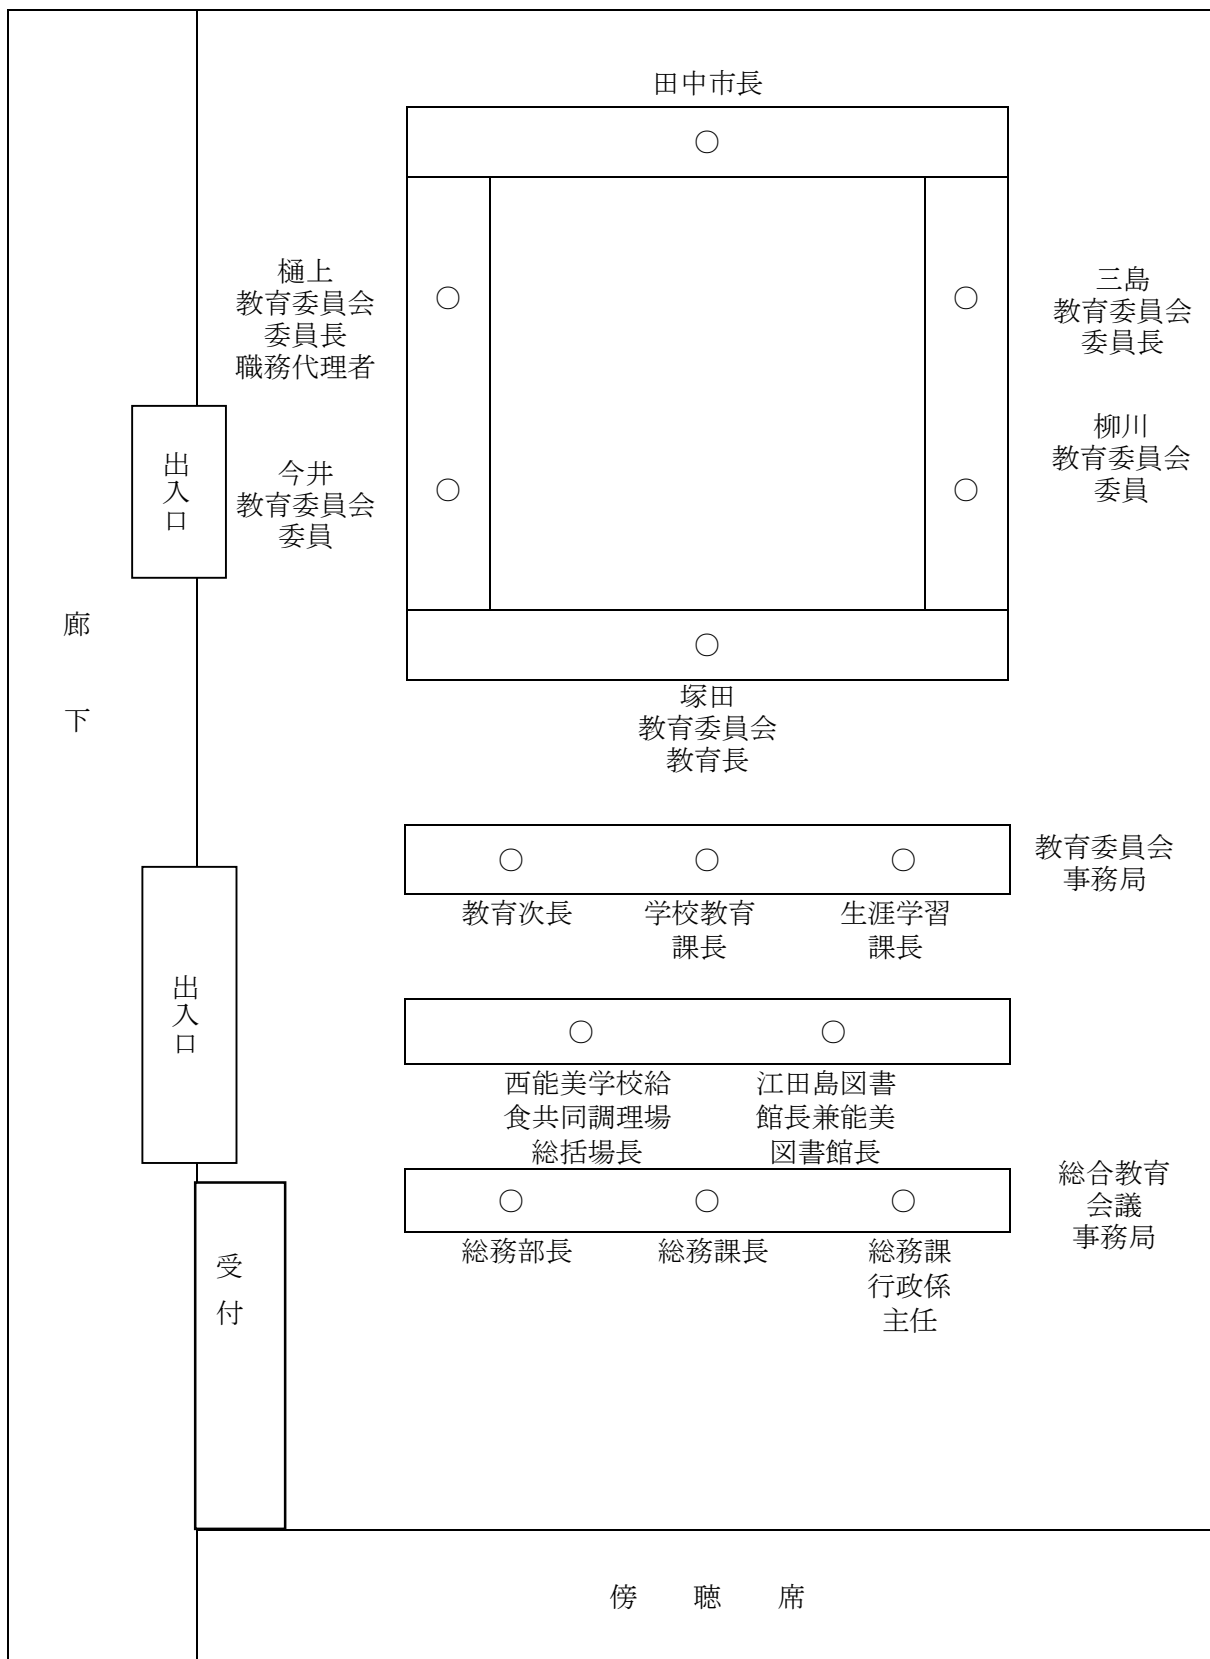 田中市長
○
樋上
教育委員会
委員長
職務代理者
○
○
三島
教育委員会
委員長
今井
教育委員会
委員
○
○
柳川
教育委員会
委員
出入口
廊下
○
塚田
教育委員会
教育長
○ ○ ○
教育委員会
事務局
教育次長
学校教育
課長
生涯学習
課長
出入口
○ ○
西能美学校給
食共同調理場
総括場長
江田島図書
館長兼能美
図書館長
○ ○ ○
総合教育
会議
事務局
総務部長
総務課長
総務課
行政係
主任
受付
傍聴席